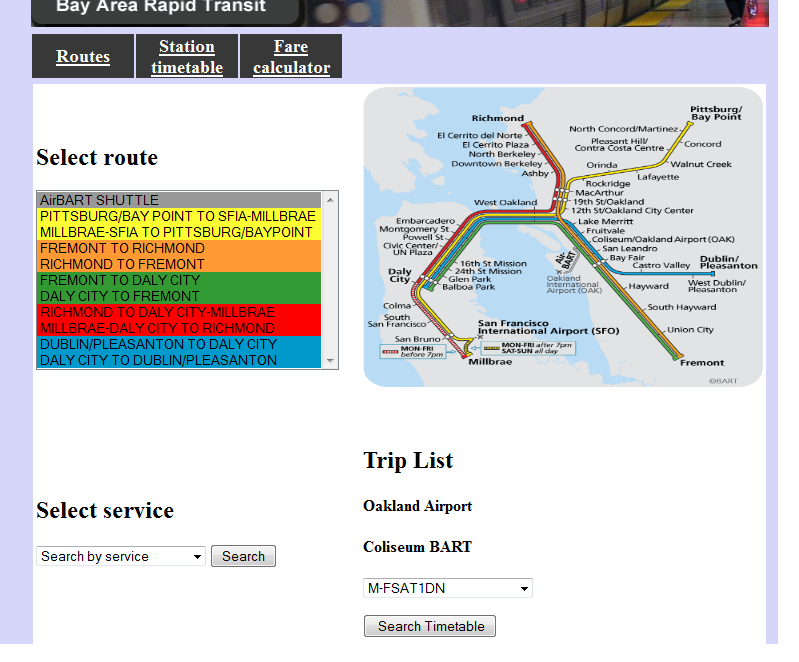 Bay Area Rapid Transit
Routes
Station
timetable
Fare
calculator
Select route
AirBART SHUTTLE
PITTSBURG/BAY POINT TO SFIA-MILLBRAE
MILLBRAE-SFIA TO PITTSBURG/BAYPOINT
FREMONT TO RICHMOND
RICHMOND TO FREMONT
FREMONT TO DALY CITY
DALY CITY TO FREMONT
RICHMOND TO DALY CITY-MILLBRAE
MILLBRAE-DALY CITY TO RICHMOND
DUBLIN/PLEASANTON TO DALY CITY
DALY CITY TO DUBLIN/PLEASANTON
Pittsburg/
Bay Point
Richmond
North Concord/Martinez
El Cerrito del Norte
El Cerrito Plaza
Pleasant Hill/
Contra Costa Centre
Concord
North Berkeley
Downtown Berkeley
Orinda
Walnut Creek
Ashby
Lafayette
Rockridge
MacArthur
19th St/Oakland
12th St/Oakland City Center
West Oakland
Lake Merritt
Fruitvale
Coliseum/Oakland Airport (OAK)
San Leandro
Bay Fair
Castro Valley
Dublin/
Pleasanton
West Dublin/
Pleasanton
Embarcadero
Montgomery St
Powell St
Civic Center/
UN Plaza
16th St Mission
24th St Mission
Glen Park
Balboa Park
Daly
City
Air
BART
Oakland
International
Airport (OAK)
Hayward
South Hayward
Union City
Fremont
Colma
South
San Francisco
San Bruno
San Francisco
International Airport (SFO)
MON-FRI
before 7pm
MON-FRI after 7pm
SAT-SUN all day
Millbrae
©BART
Select service
Search by service
Search
Trip List
Oakland Airport
Coliseum BART
M-FSAT1DN
Search Timetable